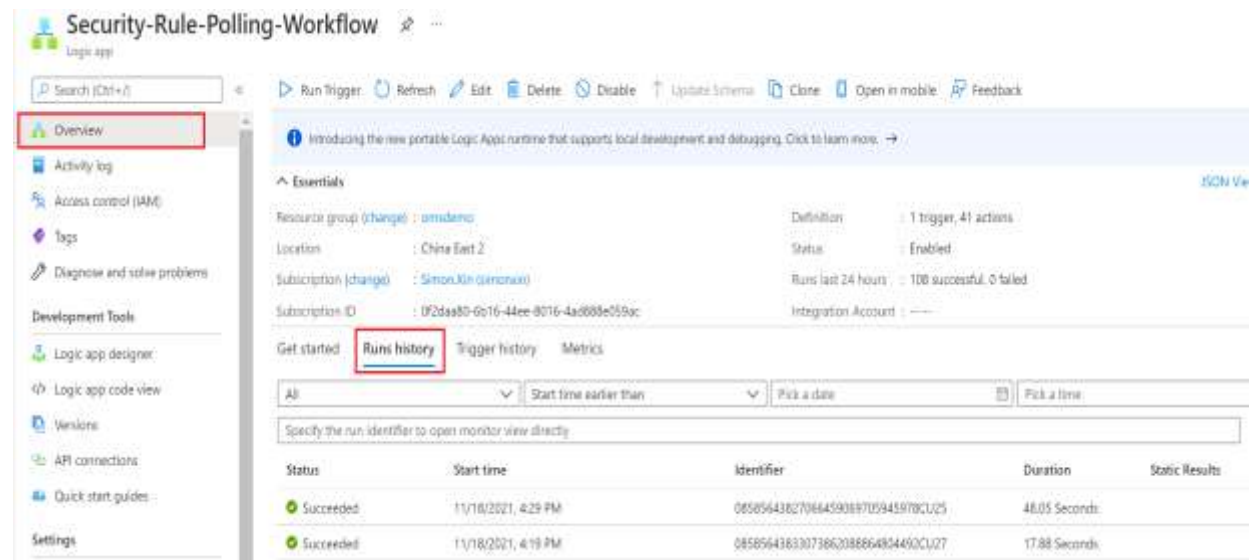 Security-Rule-Polling-Workflow
Logic app
Search (Ctrl+/)
Run Trigger Refresh Edit Delete Disable Update Schema Clone Open in mobile Feedback
Overview
Introducing the new portable Logic Apps runtime that supports local development and debugging. Click to learn more. →
Activity log
Essentials
JSON Vie
Access control (IAM)
Resource group (change) : omsdemo
Definition : 1 trigger, 41 actions
Tags
Location : China East 2
Status : Enabled
Diagnose and solve problems
Subscription (change) : Simon.Xin (simonxin)
Runs last 24 hours : 108 successful, 0 failed
Subscription ID
Integration Account : -----
Development Tools
Get started Runs history Trigger history Metrics
Logic app designer
Logic app code view
All Start time earlier than Pick a date Pick a time
Versions
Specify the run identifier to open monitor view directly
API connections
Status Start time Identifier Duration Static Results
Quick start guides
Succeeded 11/18/2021, 4:29 PM 48.05 Seconds
Settings
Succeeded 11/18/2021, 4:19 PM 17.88 Seconds